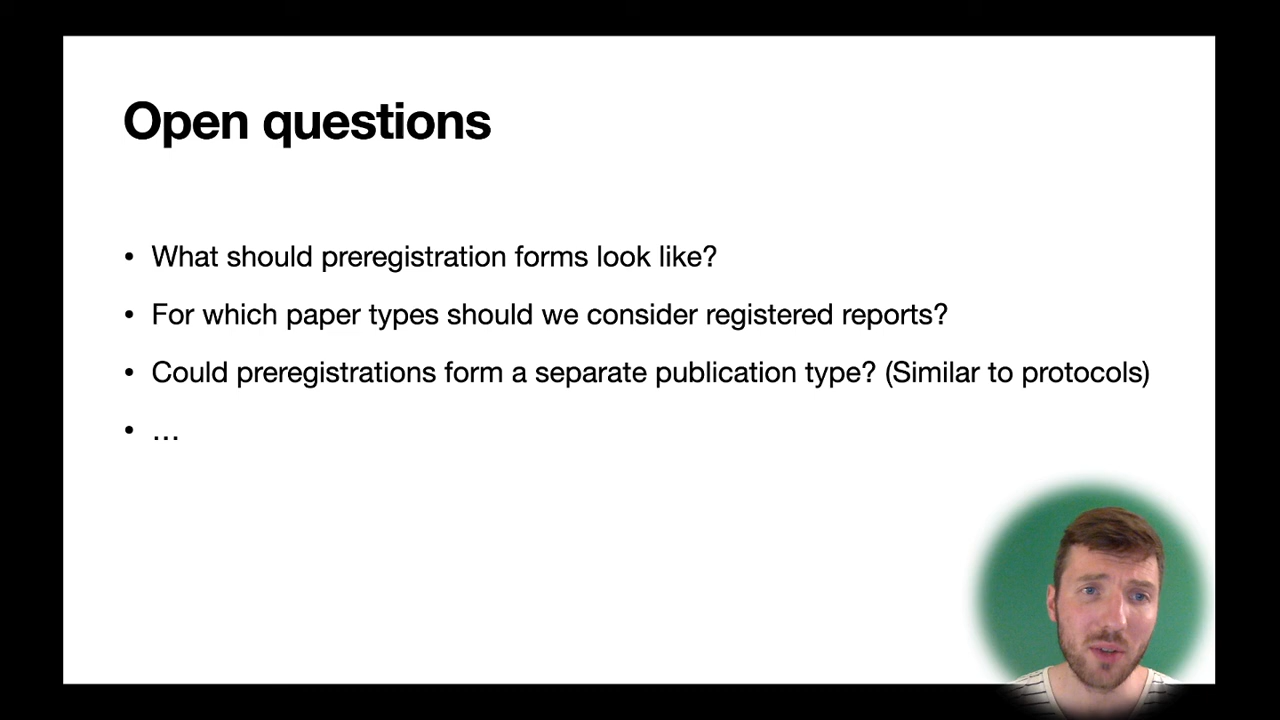 Open questions
• What should preregistration forms look like?
• For which paper types should we consider registered reports?
• Could preregistrations form a separate publication type? (Similar to protocols)
• …